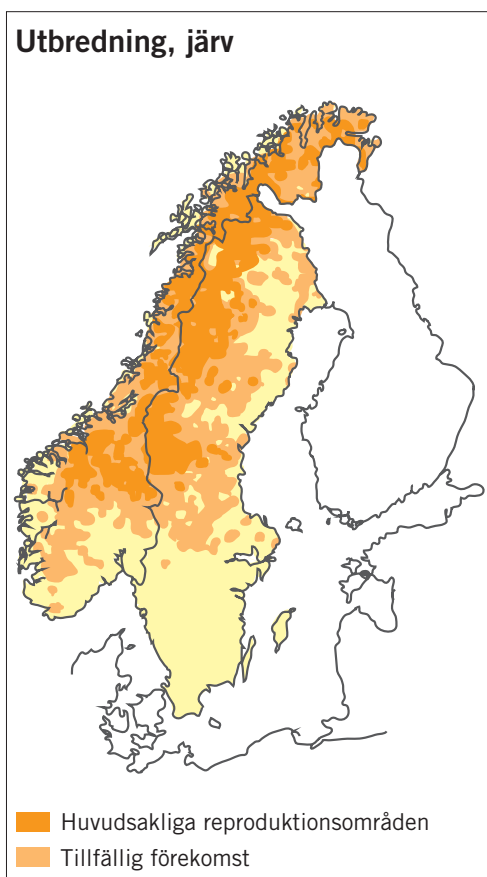 Utbredning, järv
Huvudsakliga reproduktionsområden
Tillfällig förekomst